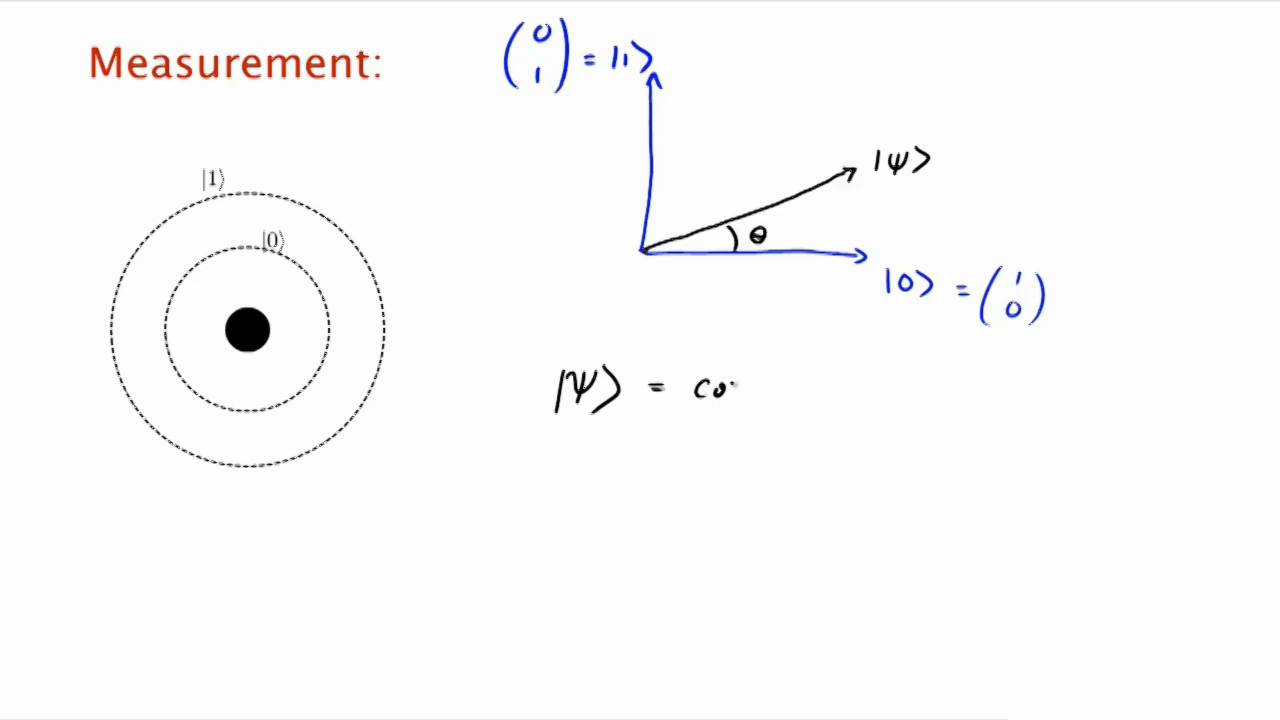 Measurement:
(0 1) = |1>
|ψ>
θ
|0> = (1 0)
|1⟩
|0⟩
|ψ> = co